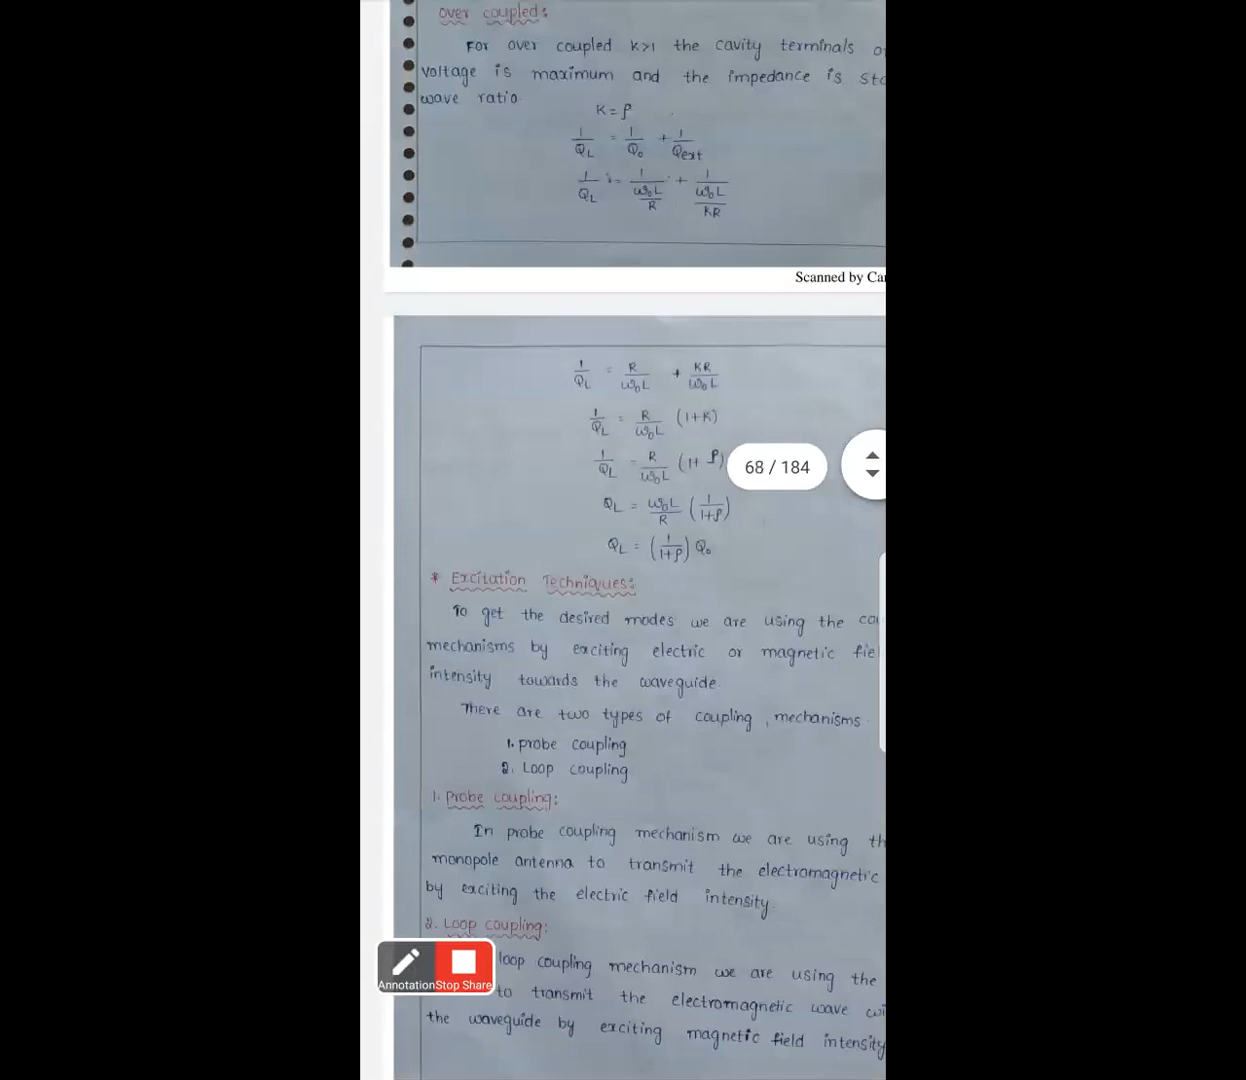 over coupled:
For over coupled K>1 the cavity terminals
voltage is maximum and the impedance is
wave ratio
K = ρ
1/QL = 1/Q0 + 1/Qext
1/QL = 1/(ω0L/R) + 1/(ω0L/KR)
Scanned by
1/QL = R/ω0L + KR/ω0L
1/QL = R/ω0L (1+K)
1/QL = R/ω0L (1+ρ)
68 / 184
QL = ω0L/R (1/1+ρ)
QL = (1/1+ρ) Q0
* Excitation Techniques:
To get the desired modes we are using the
mechanisms by exciting electric or magnetic
intensity towards the waveguide
There are two types of coupling mechanisms.
1. probe coupling
2. Loop coupling
1. Probe coupling:
In probe coupling mechanism we are using
monopole antenna to transmit the electromagnetic
by exciting the electric field intensity.
2. Loop coupling:
loop coupling mechanism we are using the
to transmit the electromagnetic wave
the waveguide by exciting magnetic field intensity
Annotation Stop Share